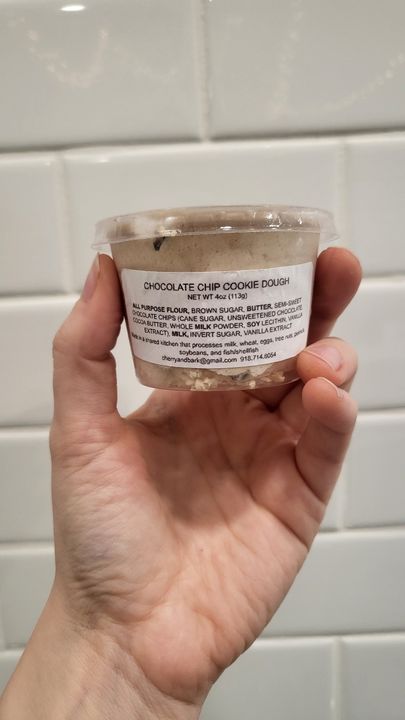 CHOCOLATE CHIP COOKIE DOUGH
NET WT 4oz (113g)
ALL PURPOSE FLOUR, BROWN SUGAR, BUTTER, SEMI-SWEET
CHOCOLATE CHIPS (CANE SUGAR, UNSWEETENED CHOCOLATE,
COCOA BUTTER, WHOLE MILK POWDER, SOY LECITHIN, VANILLA
EXTRACT), MILK, INVERT SUGAR, VANILLA EXTRACT
in a shared kitchen that processes milk, wheat, eggs, tree nuts, peanuts,
soybeans, and fish/shellfish
cherryandbark@gmail.com 918.714.8054